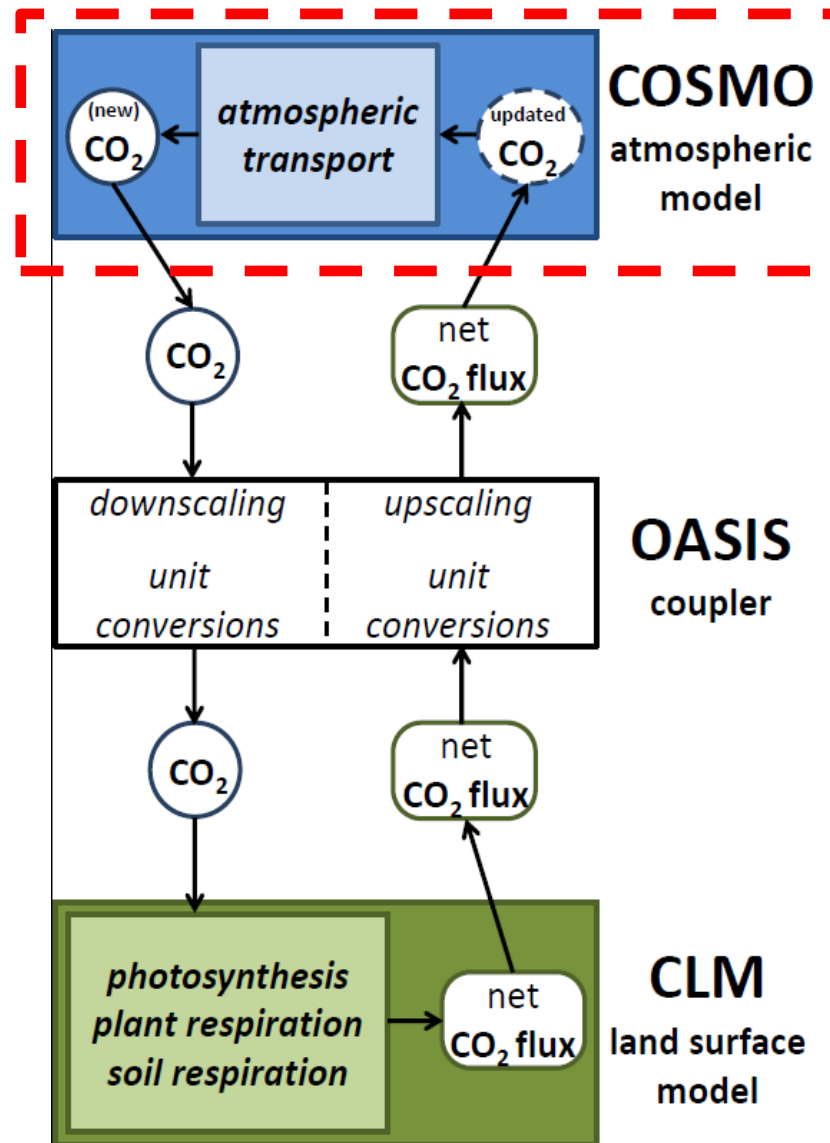 (new)
CO₂
atmospheric
transport
updated
CO₂
COSMO
atmospheric
model
CO₂
net
CO₂ flux
downscaling
unit
conversions
upscaling
unit
conversions
OASIS
coupler
CO₂
net
CO₂ flux
photosynthesis
plant respiration
soil respiration
net
CO₂ flux
CLM
land surface
model